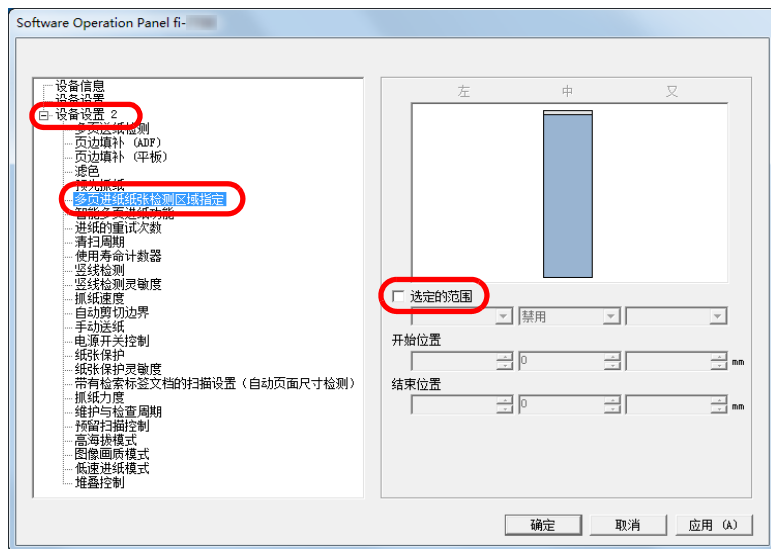 Software Operation Panel fi-
设备信息
设备设置
设备设置 2
多页送纸检测
页边填补 (ADF)
页边填补 (平板)
滤色
预先抓纸
多页进纸纸张检测区域指定
智能多页进纸功能
进纸的重试次数
清扫周期
使用寿命计数器
竖线检测
竖线检测灵敏度
抓纸速度
自动剪切边界
手动送纸
电源开关控制
纸张保护
纸张保护灵敏度
带有检索标签文档的扫描设置(自动页面尺寸检测)
抓纸力度
维护与检查周期
预留扫描控制
高海拔模式
图像画质模式
低速进纸模式
堆叠控制
左 中 又
选定的范围
禁用
开始位置
0 mm
结束位置
0 mm
确定 取消 应用 (A)